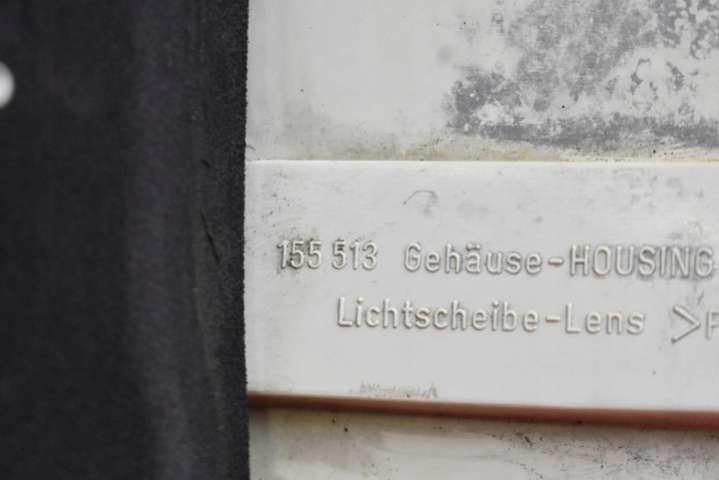 155 513 Gehäuse-HOUSING
Lichtscheibe-Lens >P